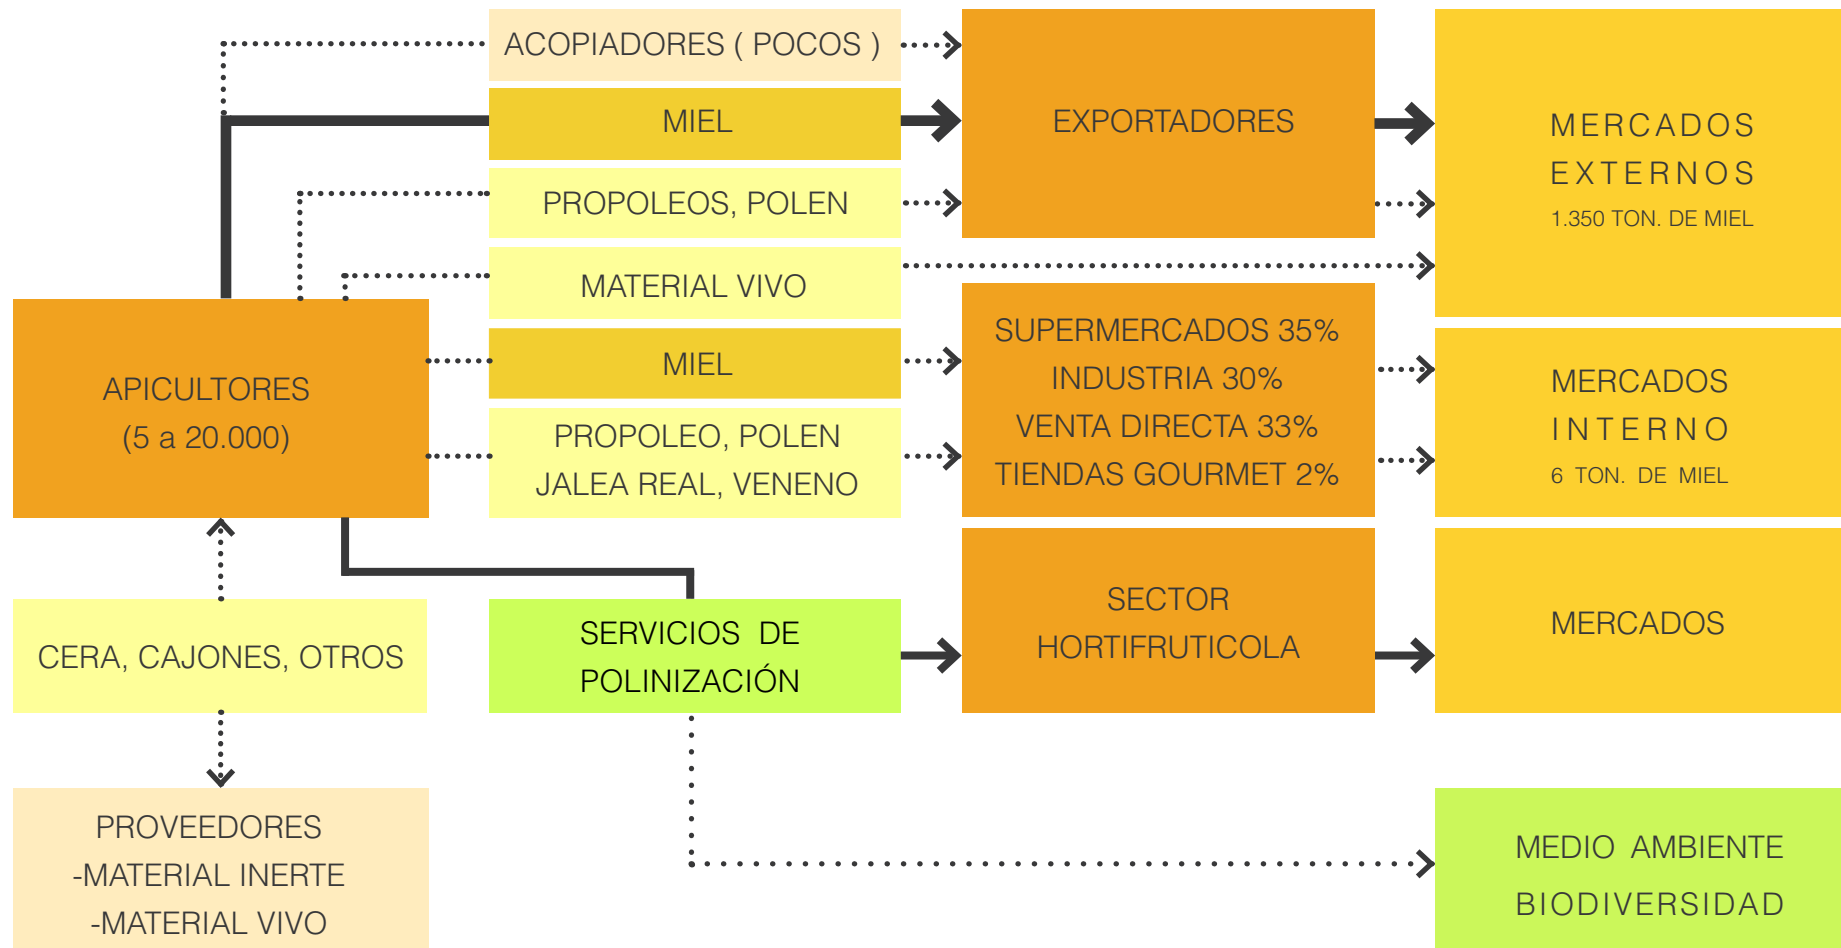 ACOPIADORES ( POCOS )
MIEL
PROPOLEOS, POLEN
MATERIAL VIVO
MIEL
PROPOLEO, POLEN
JALEA REAL, VENENO
EXPORTADORES
MERCADOS
EXTERNOS
1.350 TON. DE MIEL
APICULTORES
(5 a 20.000)
SUPERMERCADOS 35%
INDUSTRIA 30%
VENTA DIRECTA 33%
TIENDAS GOURMET 2%
MERCADOS
INTERNO
6 TON. DE MIEL
CERA, CAJONES, OTROS
SERVICIOS DE
POLINIZACIÓN
SECTOR
HORTIFRUTICOLA
MERCADOS
PROVEEDORES
-MATERIAL INERTE
-MATERIAL VIVO
MEDIO AMBIENTE
BIODIVERSIDAD